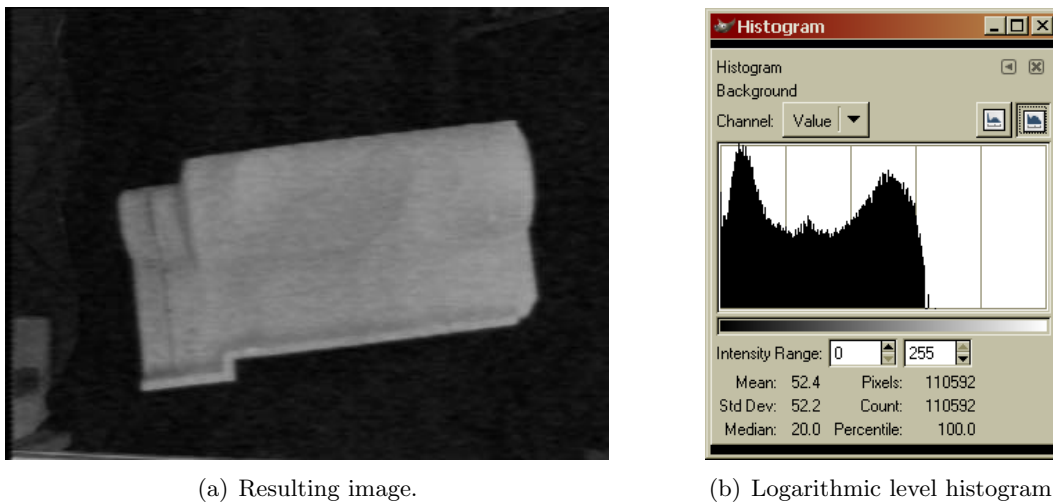 Histogram
Histogram
Background
Channel: Value
Intensity Range: 0 255
Mean: 52.4 Pixels: 110592
Std Dev: 52.2 Count: 110592
Median: 20.0 Percentile: 100.0
(a) Resulting image.
(b) Logarithmic level histogram